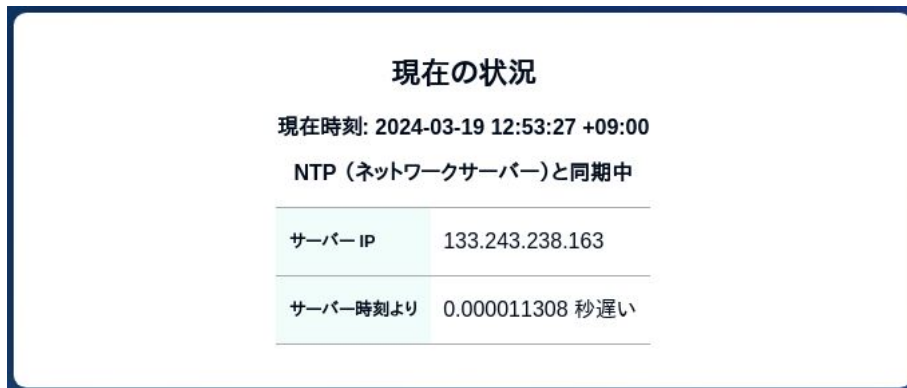 現在の状況
現在時刻: 2024-03-19 12:53:27 +09:00
NTP（ネットワークサーバー）と同期中
サーバー IP 133.243.238.163
サーバー時刻より 0.000011308 秒遅い